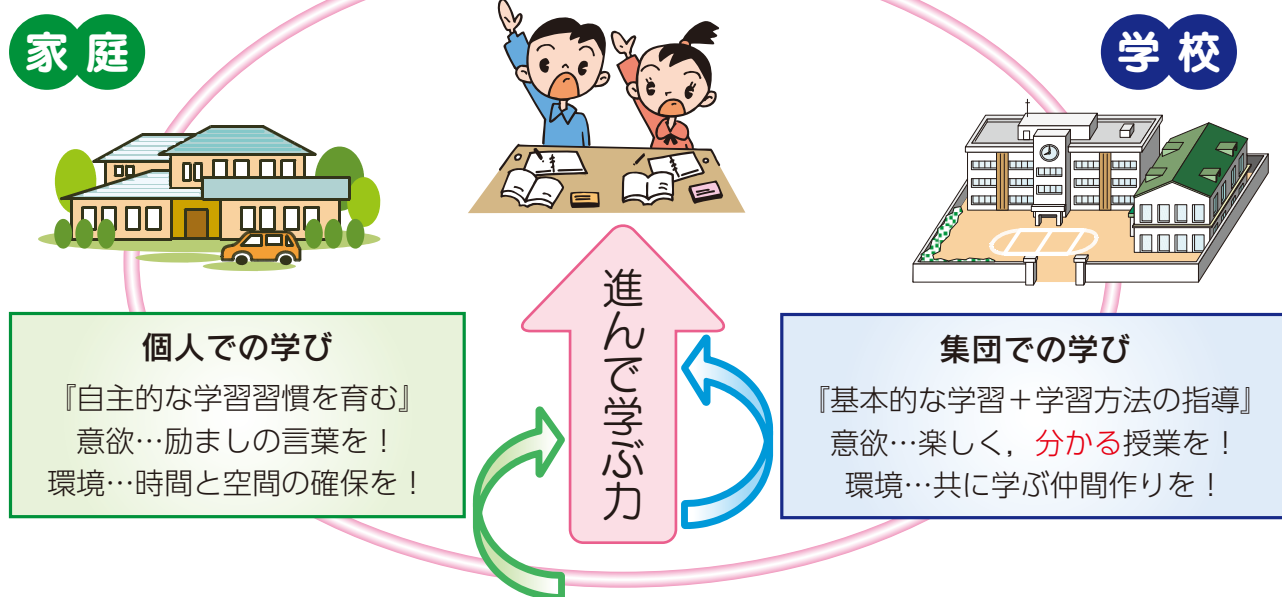 家庭
学校
進んで学ぶ力
個人での学び
『自主的な学習習慣を育む』
意欲…励ましの言葉を！
環境…時間と空間の確保を！
集団での学び
『基本的な学習＋学習方法の指導』
意欲…楽しく，分かる授業を！
環境…共に学ぶ仲間作りを！